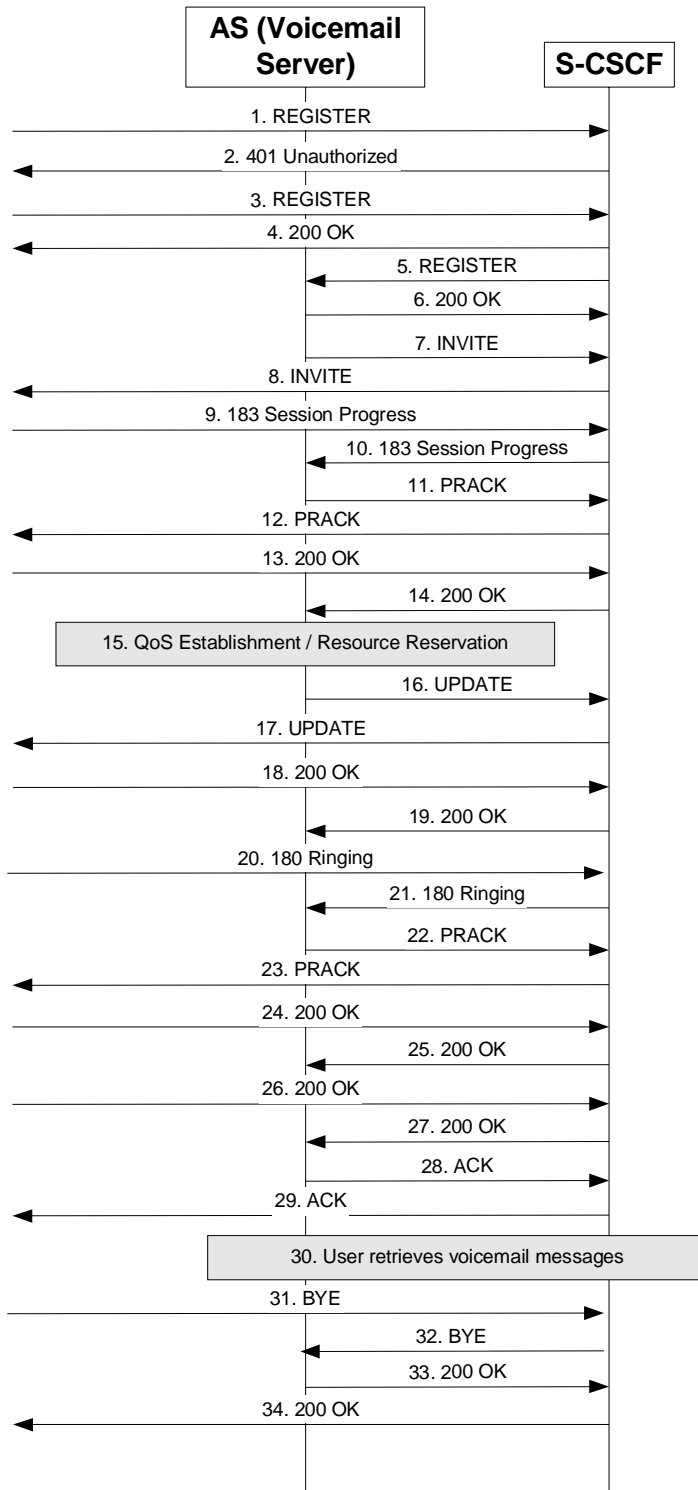 AS (Voicemail
Server)
S-CSCF
1. REGISTER
2. 401 Unauthorized
3. REGISTER
4. 200 OK
5. REGISTER
6. 200 OK
7. INVITE
8. INVITE
9. 183 Session Progress
10. 183 Session Progress
11. PRACK
12. PRACK
13. 200 OK
14. 200 OK
15. QoS Establishment / Resource Reservation
16. UPDATE
17. UPDATE
18. 200 OK
19. 200 OK
20. 180 Ringing
21. 180 Ringing
22. PRACK
23. PRACK
24. 200 OK
25. 200 OK
26. 200 OK
27. 200 OK
28. ACK
29. ACK
30. User retrieves voicemail messages
31. BYE
32. BYE
33. 200 OK
34. 200 OK